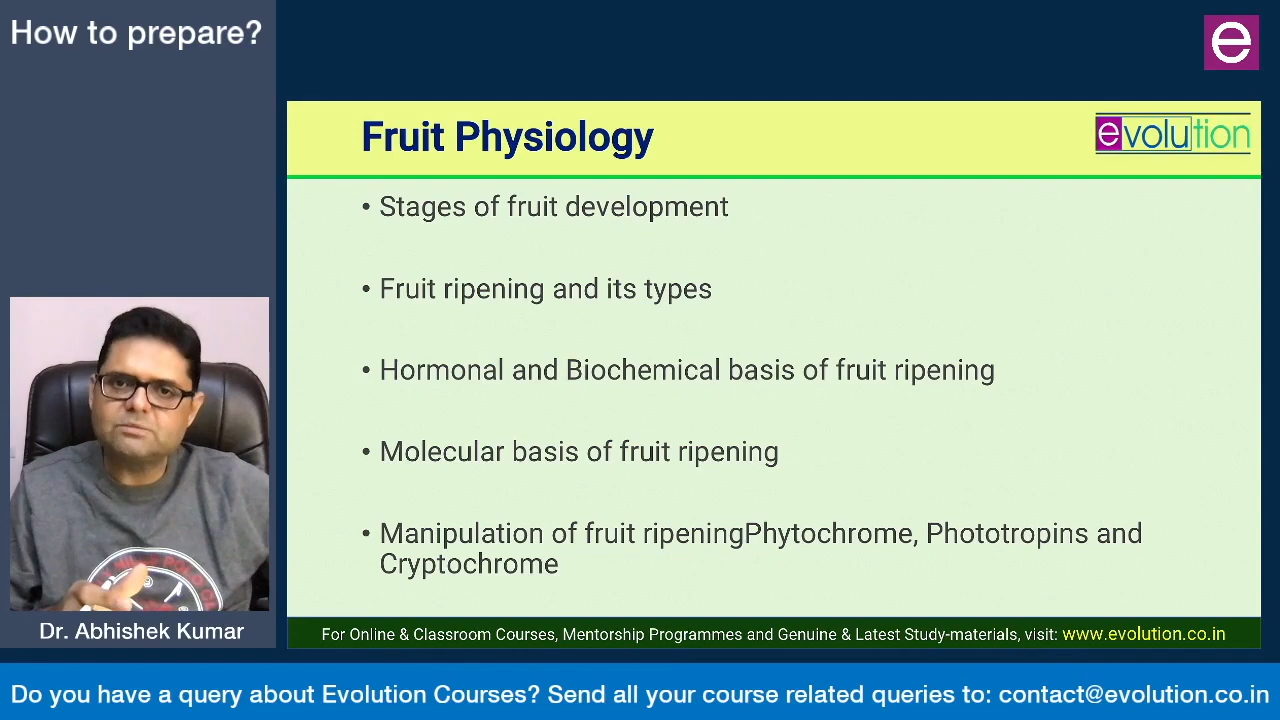 How to prepare?
e
Fruit Physiology
evolution
• Stages of fruit development
• Fruit ripening and its types
• Hormonal and Biochemical basis of fruit ripening
• Molecular basis of fruit ripening
• Manipulation of fruit ripeningPhytochrome, Phototropins and
Cryptochrome
Dr. Abhishek Kumar
For Online & Classroom Courses, Mentorship Programmes and Genuine & Latest Study-materials, visit: www.evolution.co.in
Do you have a query about Evolution Courses? Send all your course related queries to: contact@evolution.co.in